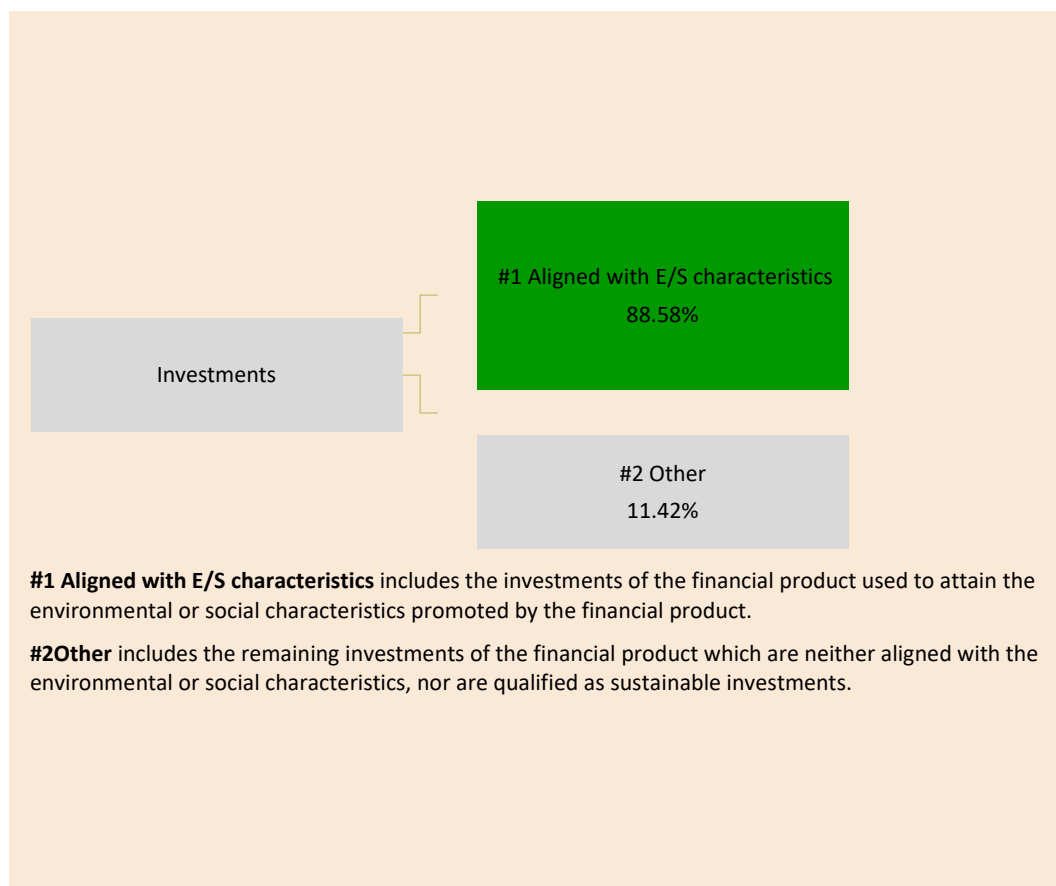 #1 Aligned with E/S characteristics
88.58%
Investments
#2 Other
11.42%
#1 Aligned with E/S characteristics includes the investments of the financial product used to attain the
environmental or social characteristics promoted by the financial product.
#2Other includes the remaining investments of the financial product which are neither aligned with the
environmental or social characteristics, nor are qualified as sustainable investments.